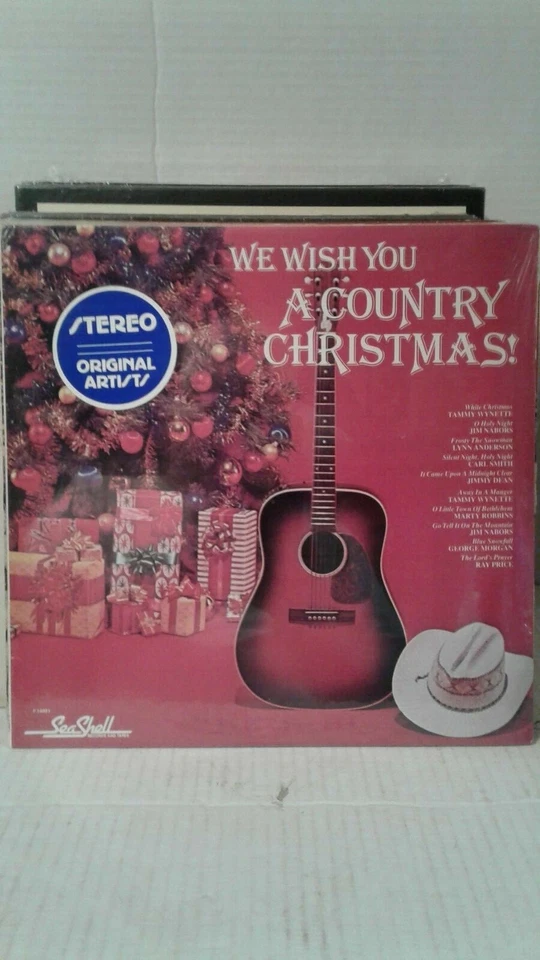 WE WISH YOU
A COUNTRY
CHRISTMAS!
STEREO
ORIGINAL
ARTISTS
White Christmas
TAMMY WYNETTE
O Holy Night
JIM NABORS
Frosty The Snowman
LYNN ANDERSON
Silent Night, Holy Night
CARL SMITH
It Came Upon A Midnight Clear
JIMMY DEAN
Away In A Manger
TAMMY WYNETTE
O Little Town Of Bethlehem
MARTY ROBBINS
Go Tell It On The Mountain
JIM NABORS
Blue Snowfall
GEORGE MORGAN
The Lord's Prayer
RAY PRICE
Sea Shell